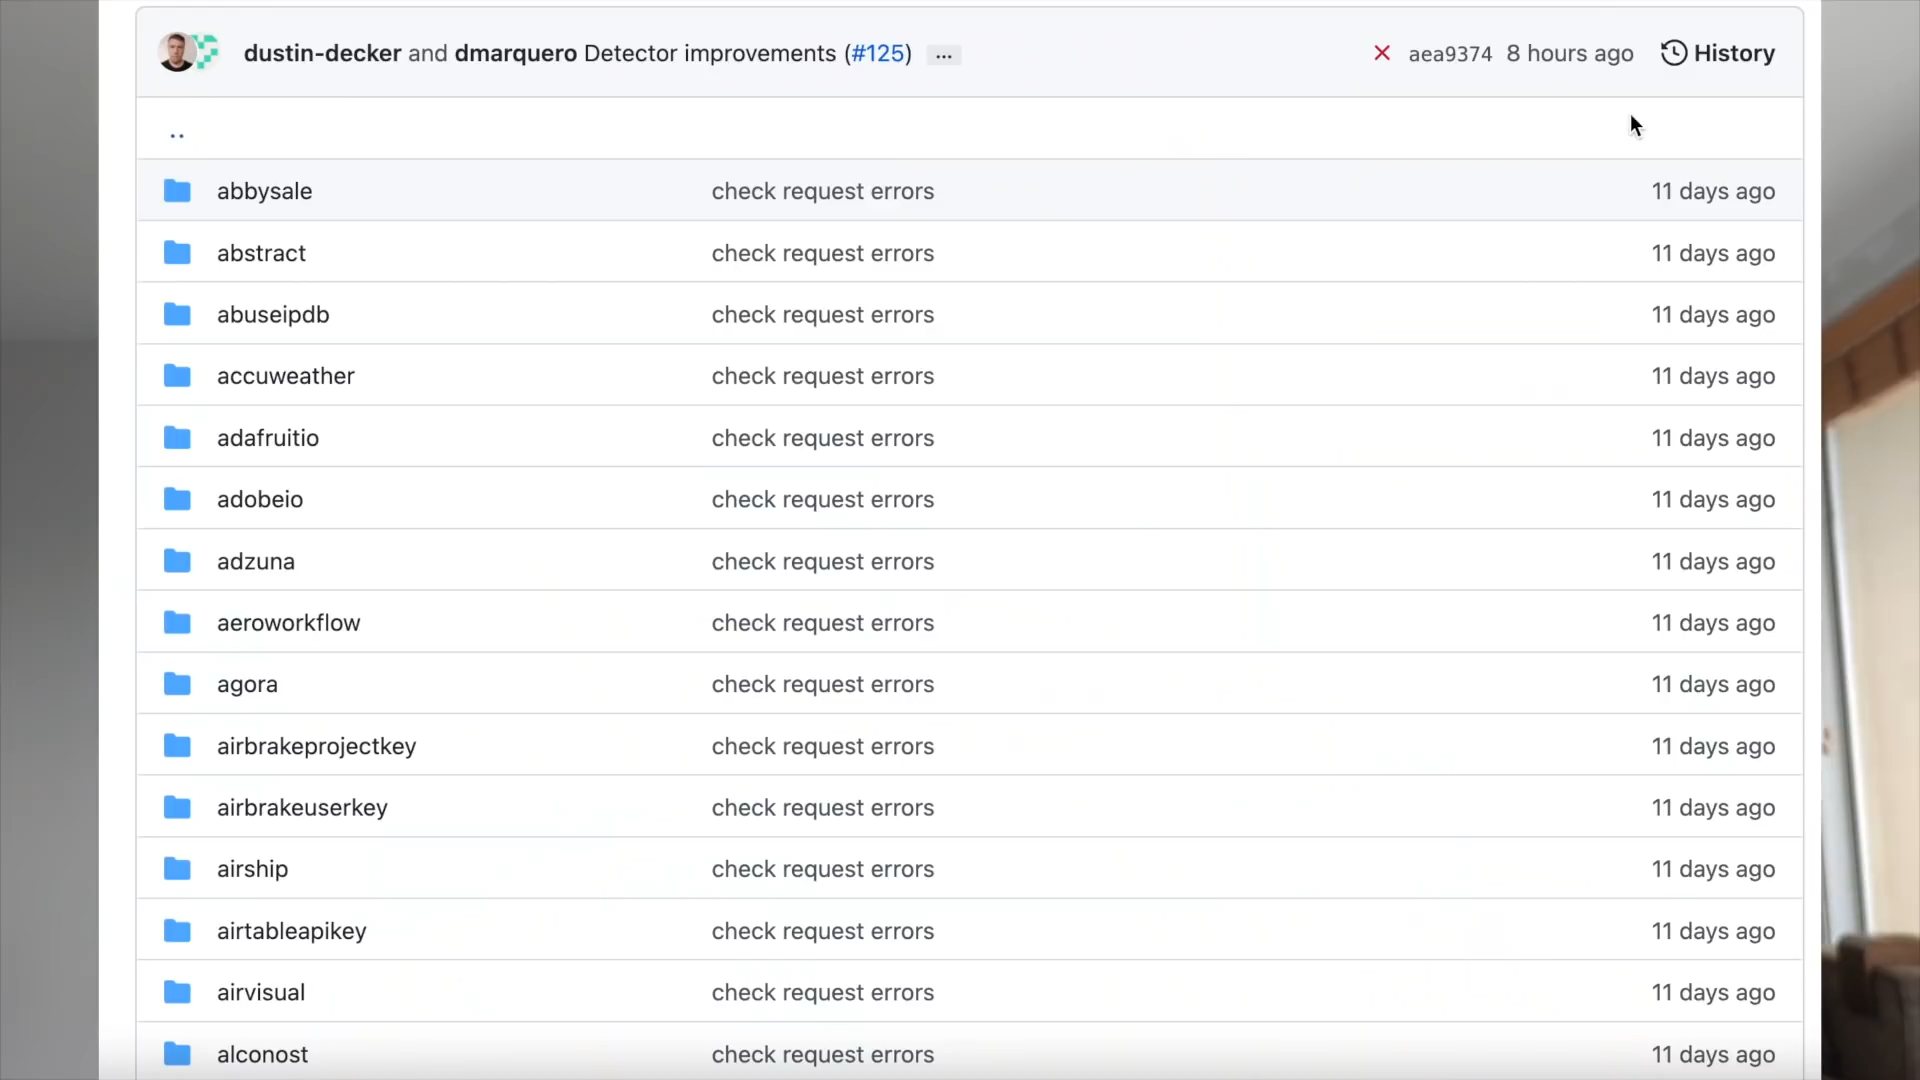 dustin-decker and dmarquero Detector improvements (#125) ... aea9374 8 hours ago History
..
abbysale check request errors 11 days ago
abstract check request errors 11 days ago
abuseipdb check request errors 11 days ago
accuweather check request errors 11 days ago
adafruitio check request errors 11 days ago
adobeio check request errors 11 days ago
adzuna check request errors 11 days ago
aeroworkflow check request errors 11 days ago
agora check request errors 11 days ago
airbrakeprojectkey check request errors 11 days ago
airbrakeuserkey check request errors 11 days ago
airship check request errors 11 days ago
airtableapikey check request errors 11 days ago
airvisual check request errors 11 days ago
alconost check request errors 11 days ago